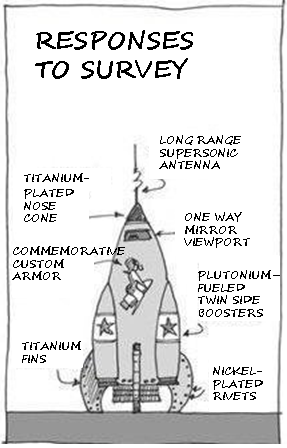 RESPONSES
TO SURVEY
LONG RANGE
SUPERSONIC
ANTENNA
TITANIUM-
PLATED
NOSE
CONE
ONE WAY
MIRROR
VIEWPORT
COMMEMORATIVE
CUSTOM
ARMOR
PLUTONIUM-
FUELED
TWIN SIDE
BOOSTERS
TITANIUM
FINS
NICKEL-
PLATED
RIVETS